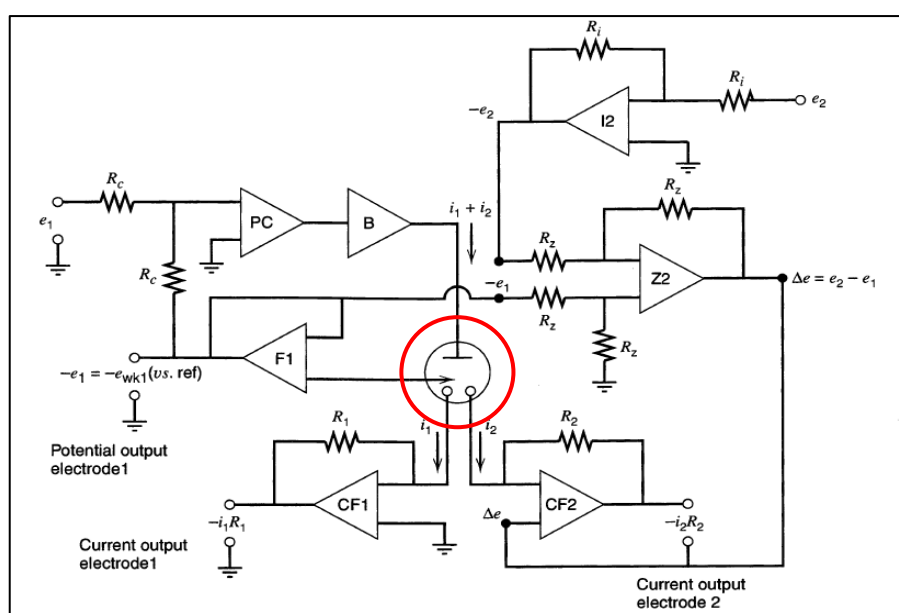 R_i
R_i
e_2
−e_2
I2
R_c
e_1
PC
B
i_1 + i_2
R_z
R_z
Z2
Δe = e_2 − e_1
R_c
−e_1
R_z
R_z
F1
−e_1 = −e_wk1(vs. ref)
Potential output
electrode1
R_1
i_1
i_2
R_2
CF1
CF2
−i_1R_1
Δe
−i_2R_2
Current output
electrode1
Current output
electrode 2